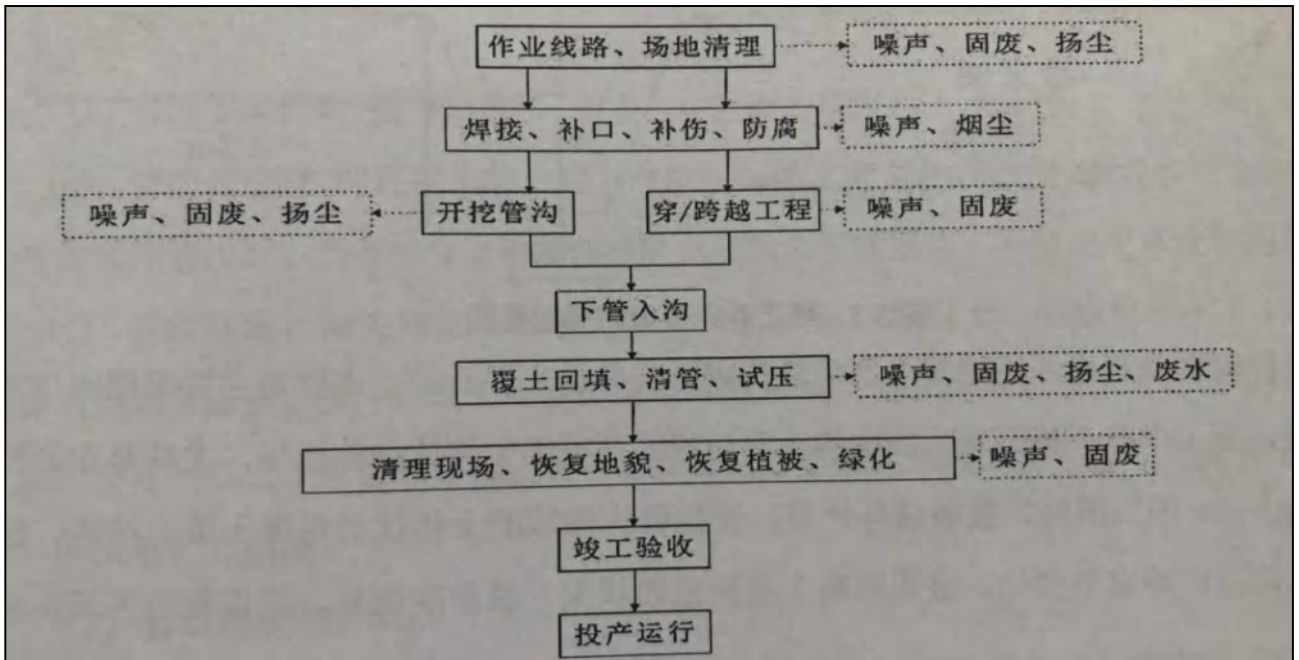 作业线路、场地清理
噪声、固废、扬尘
焊接、补口、补伤、防腐
噪声、烟尘
噪声、固废、扬尘
开挖管沟
穿/跨越工程
噪声、固废
下管入沟
覆土回填、清管、试压
噪声、固废、扬尘、废水
清理现场、恢复地貌、恢复植被、绿化
噪声、固废
竣工验收
投产运行